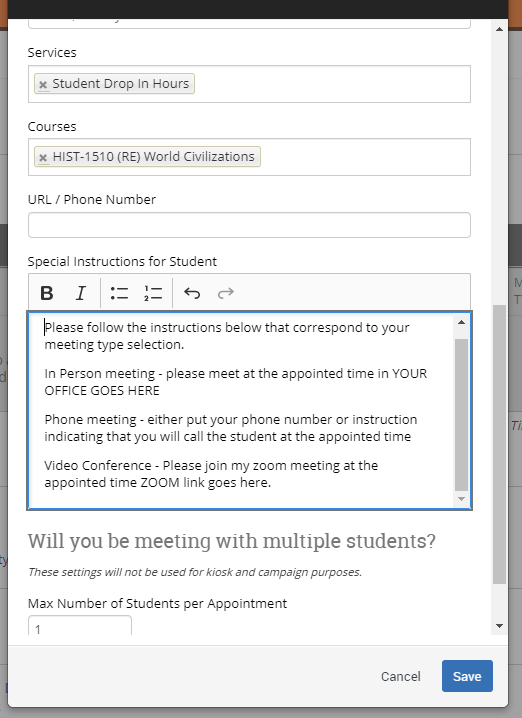 Services
× Student Drop In Hours
Courses
× HIST-1510 (RE) World Civilizations
URL / Phone Number
Special Instructions for Student
B I
Please follow the instructions below that correspond to your
meeting type selection.
In Person meeting - please meet at the appointed time in YOUR
OFFICE GOES HERE
Phone meeting - either put your phone number or instruction
indicating that you will call the student at the appointed time
Video Conference - Please join my zoom meeting at the
appointed time ZOOM link goes here.
Will you be meeting with multiple students?
These settings will not be used for kiosk and campaign purposes.
Max Number of Students per Appointment
1
Cancel
Save